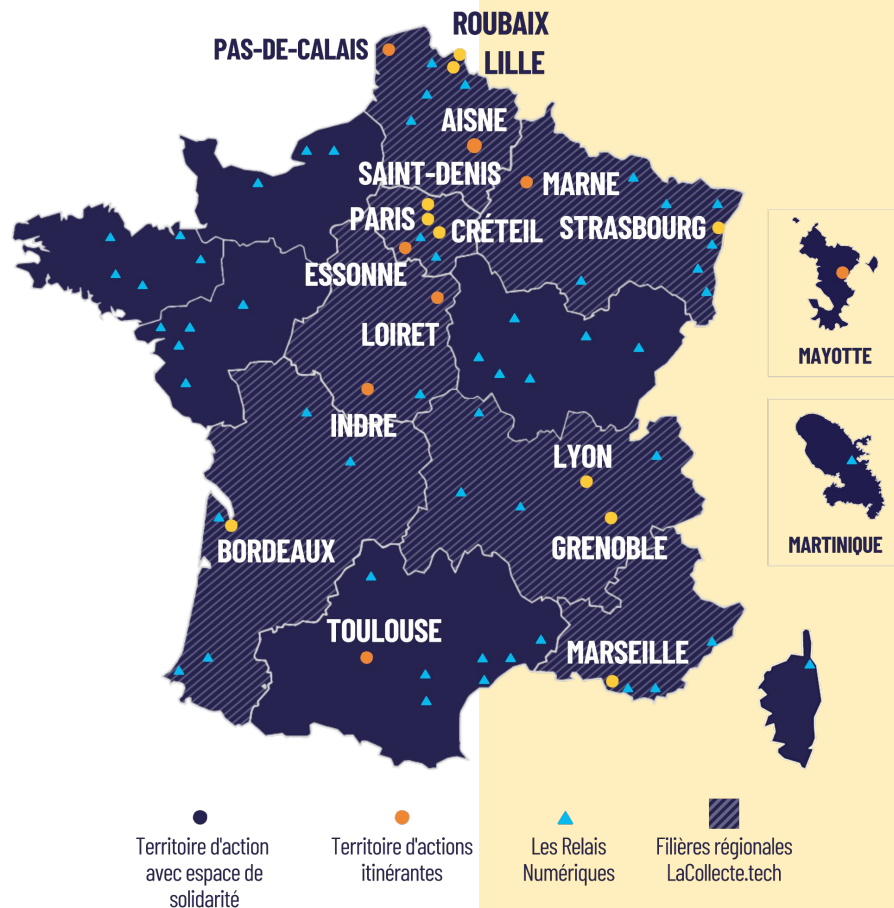 ROUBAIX
PAS-DE-CALAIS
LILLE
AISNE
SAINT-DENIS
MARNE
PARIS
CRÉTEIL
STRASBOURG
ESSONNE
LOIRET
MAYOTTE
INDRE
LYON
BORDEAUX
GRENOBLE
MARTINIQUE
TOULOUSE
MARSEILLE
Territoire d'action
avec espace de
solidarité
Territoire d'actions
itinérantes
Les Relais
Numériques
Filières régionales
LaCollecte.tech